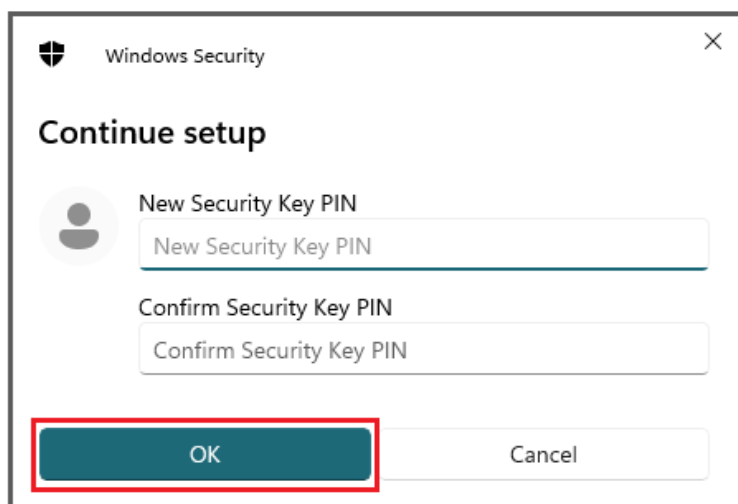 Windows Security
Continue setup
New Security Key PIN
New Security Key PIN
Confirm Security Key PIN
Confirm Security Key PIN
OK Cancel